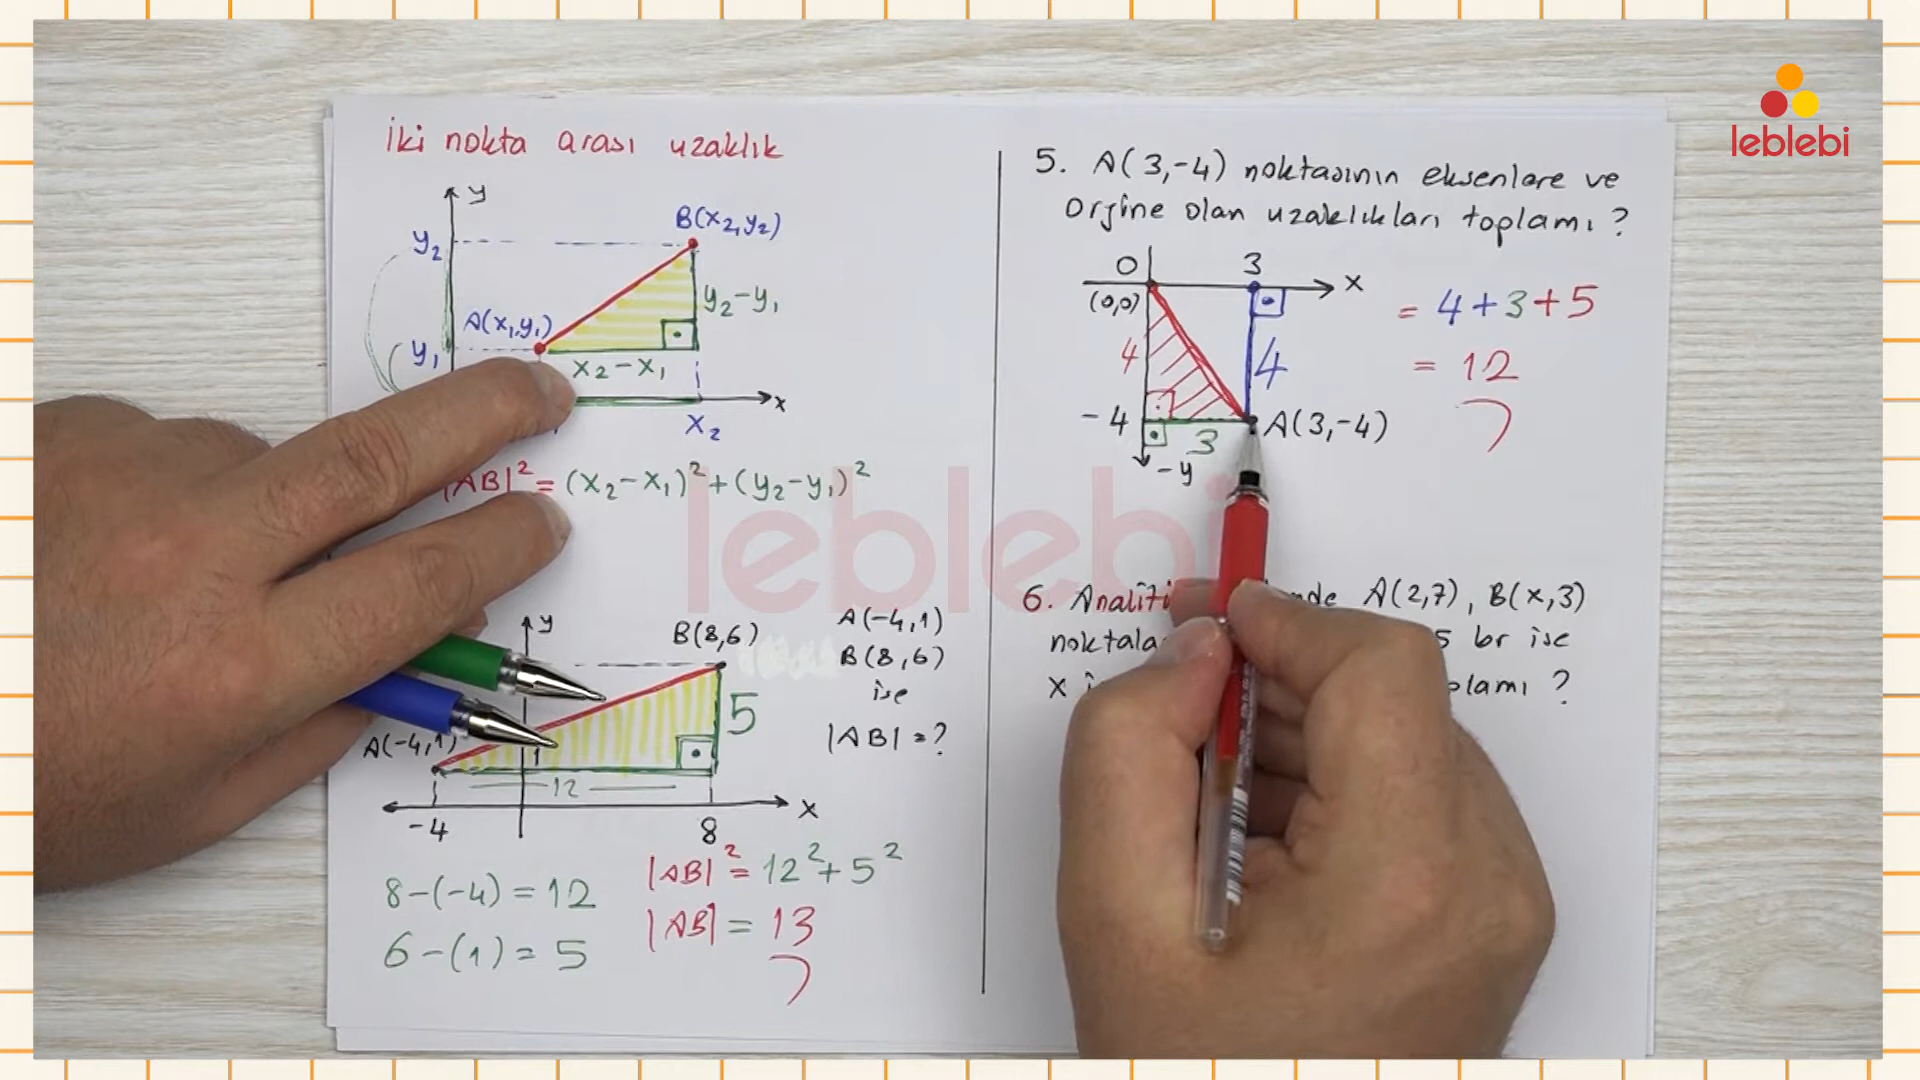 leblebi
İki nokta arası uzaklık
y
B(x₂,y₂)
y₂
y₂-y₁
A(x₁,y₁)
y₁
x₂-x₁
x
x₂
|AB|² = (x₂-x₁)² + (y₂-y₁)²
leblebi
y
B(8,6)
A(-4,1)
B(8,6)
ise
|AB| = ?
5
A(-4,1)
1
12
x
-4
8
8-(-4) = 12
6-(1) = 5
|AB|² = 12² + 5²
|AB| = 13
5. A(3,-4) noktasının eksenlere ve
Orjine olan uzaklıkları toplamı ?
0
3
x
(0,0)
4
4
-4
3
A(3,-4)
-y
= 4+3+5
= 12
6. A(2,7), B(x,3)
5 br ise
x ?